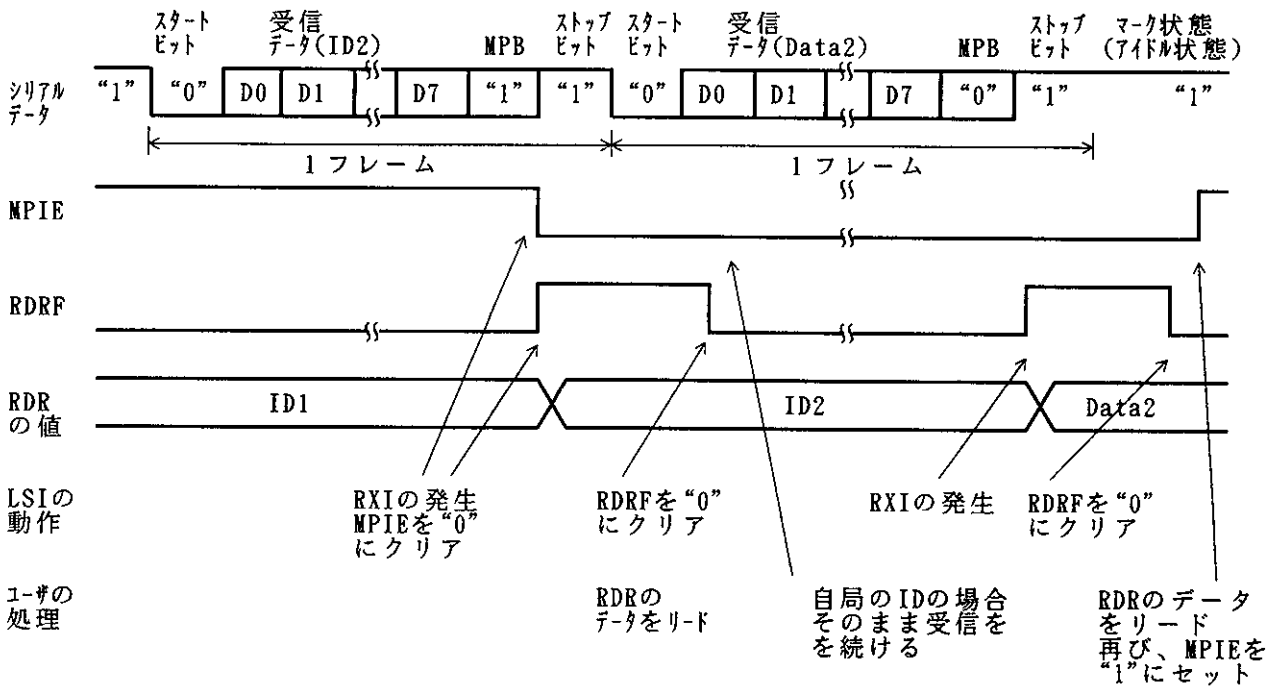 スタート 受信 ストップ スタート 受信 ストップ マーク状態
ビット データ(ID2) MPB ビット ビット データ(Data2) MPB ビット (アイドル状態)
シリアル “1” “0” D0 D1 D7 “1” “1” “0” D0 D1 D7 “0” “1” “1”
データ
1フレーム 1フレーム
MPIE
RDRF
RDR ID1 ID2 Data2
の値
LSIの RXIの発生 RDRFを“0” RXIの発生 RDRFを“0”
動作 MPIEを“0” にクリア にクリア
にクリア
ユーザの RDRの 自局のIDの場合 RDRのデータ
処理 データをリード そのまま受信を をリード
を続ける 再び、MPIEを
“1”にセット